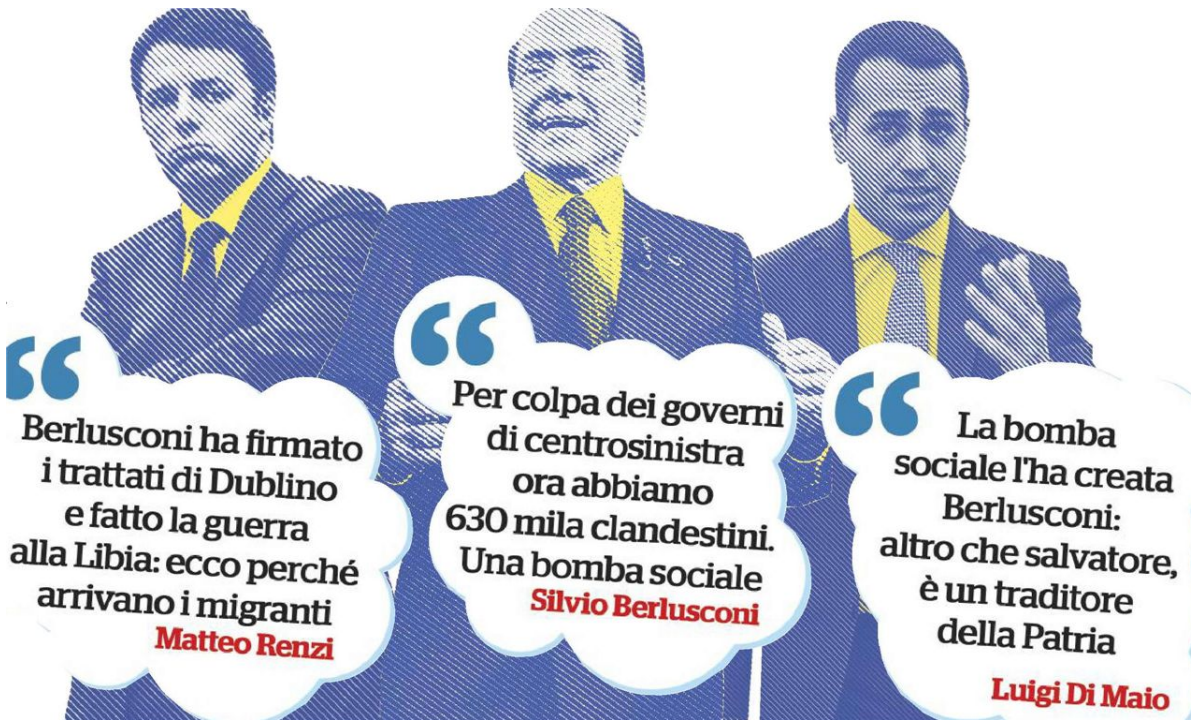 “
Berlusconi ha firmato
i trattati di Dublino
e fatto la guerra
alla Libia: ecco perché
arrivano i migranti
Matteo Renzi
“
Per colpa dei governi
di centrosinistra
ora abbiamo
630 mila clandestini.
Una bomba sociale
Silvio Berlusconi
“
La bomba
sociale l'ha creata
Berlusconi:
altro che salvatore,
è un traditore
della Patria
Luigi Di Maio